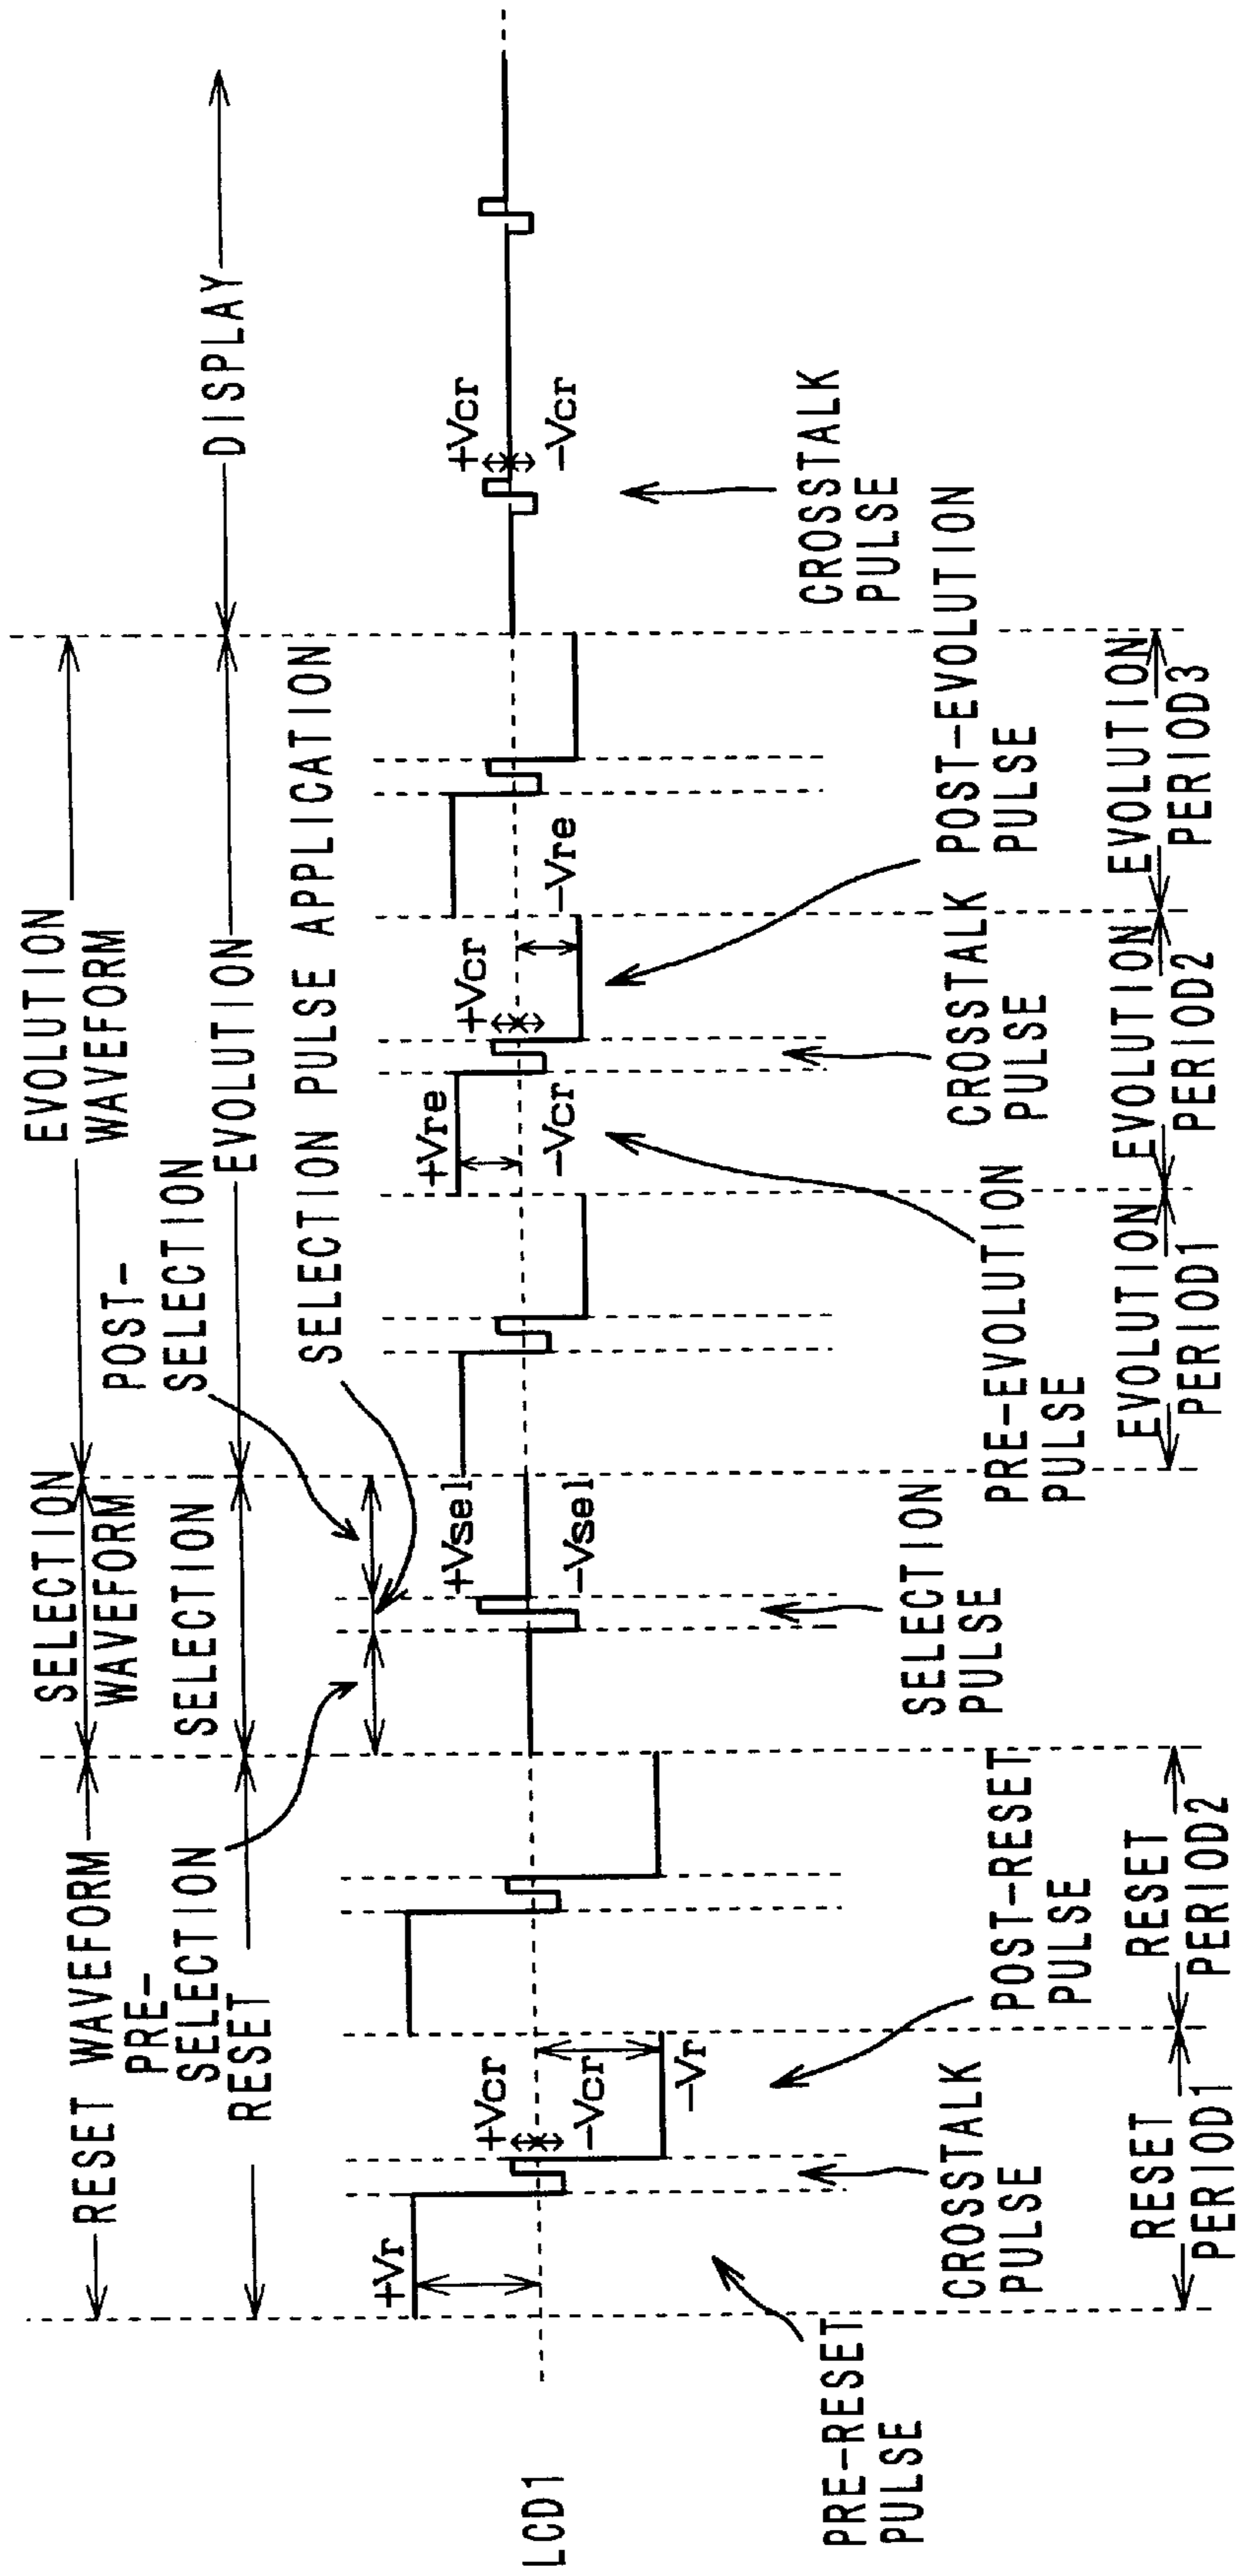 RESET WAVEFORM
SELECTION
WAVEFORM
EVOLUTION
WAVEFORM
PRE-
SELECTION
POST-
SELECTION
RESET
SELECTION
EVOLUTION
DISPLAY
SELECTION PULSE APPLICATION
LCD1
+Vr
+Vcr
-Vcr
-Vr
+Vsel
-Vsel
+Vre
-Vcr
+Vcr
-Vre
+Vcr
-Vcr
PRE-RESET
PULSE
CROSSTALK
PULSE
POST-RESET
PULSE
SELECTION
PULSE
PRE-EVOLUTION
PULSE
CROSSTALK
PULSE
POST-EVOLUTION
PULSE
CROSSTALK
PULSE
RESET
PERIOD1
RESET
PERIOD2
EVOLUTION
PERIOD1
EVOLUTION
PERIOD2
EVOLUTION
PERIOD3